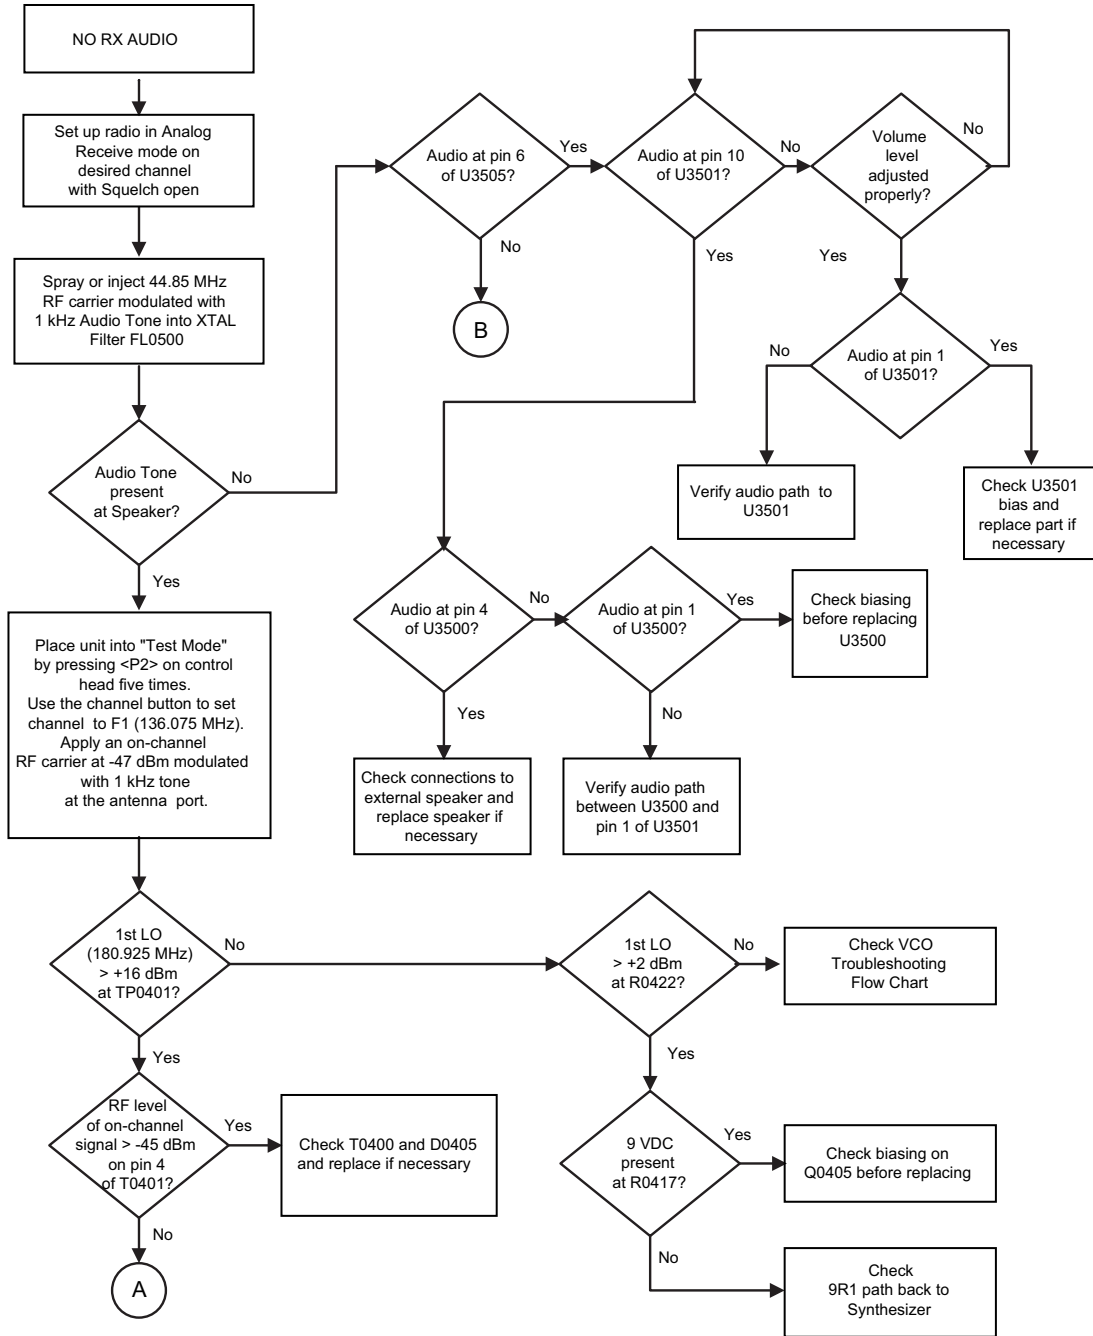 NO RX AUDIO
Set up radio in Analog
Receive mode on
desired channel
with Squelch open
Spray or inject 44.85 MHz
RF carrier modulated with
1 kHz Audio Tone into XTAL
Filter FL0500
Audio Tone
present
at Speaker?
No
Yes
Place unit into "Test Mode"
by pressing <P2> on control
head five times.
Use the channel button to set
channel to F1 (136.075 MHz).
Apply an on-channel
RF carrier at -47 dBm modulated
with 1 kHz tone
at the antenna port.
1st LO
(180.925 MHz)
> +16 dBm
at TP0401?
No
Yes
RF level
of on-channel
signal > -45 dBm
on pin 4
of T0401?
Yes
No
A
Check T0400 and D0405
and replace if necessary
Audio at pin 6
of U3505?
Yes
No
B
Audio at pin 10
of U3501?
No
Yes
Volume
level
adjusted
properly?
No
Yes
Audio at pin 1
of U3501?
No
Yes
Verify audio path to
U3501
Check U3501
bias and
replace part if
necessary
Audio at pin 4
of U3500?
No
Yes
Audio at pin 1
of U3500?
Yes
No
Check biasing
before replacing
U3500
Check connections to
external speaker and
replace speaker if
necessary
Verify audio path
between U3500 and
pin 1 of U3501
1st LO
> +2 dBm
at R0422?
No
Yes
Check VCO
Troubleshooting
Flow Chart
9 VDC
present
at R0417?
Yes
No
Check biasing on
Q0405 before replacing
Check
9R1 path back to
Synthesizer